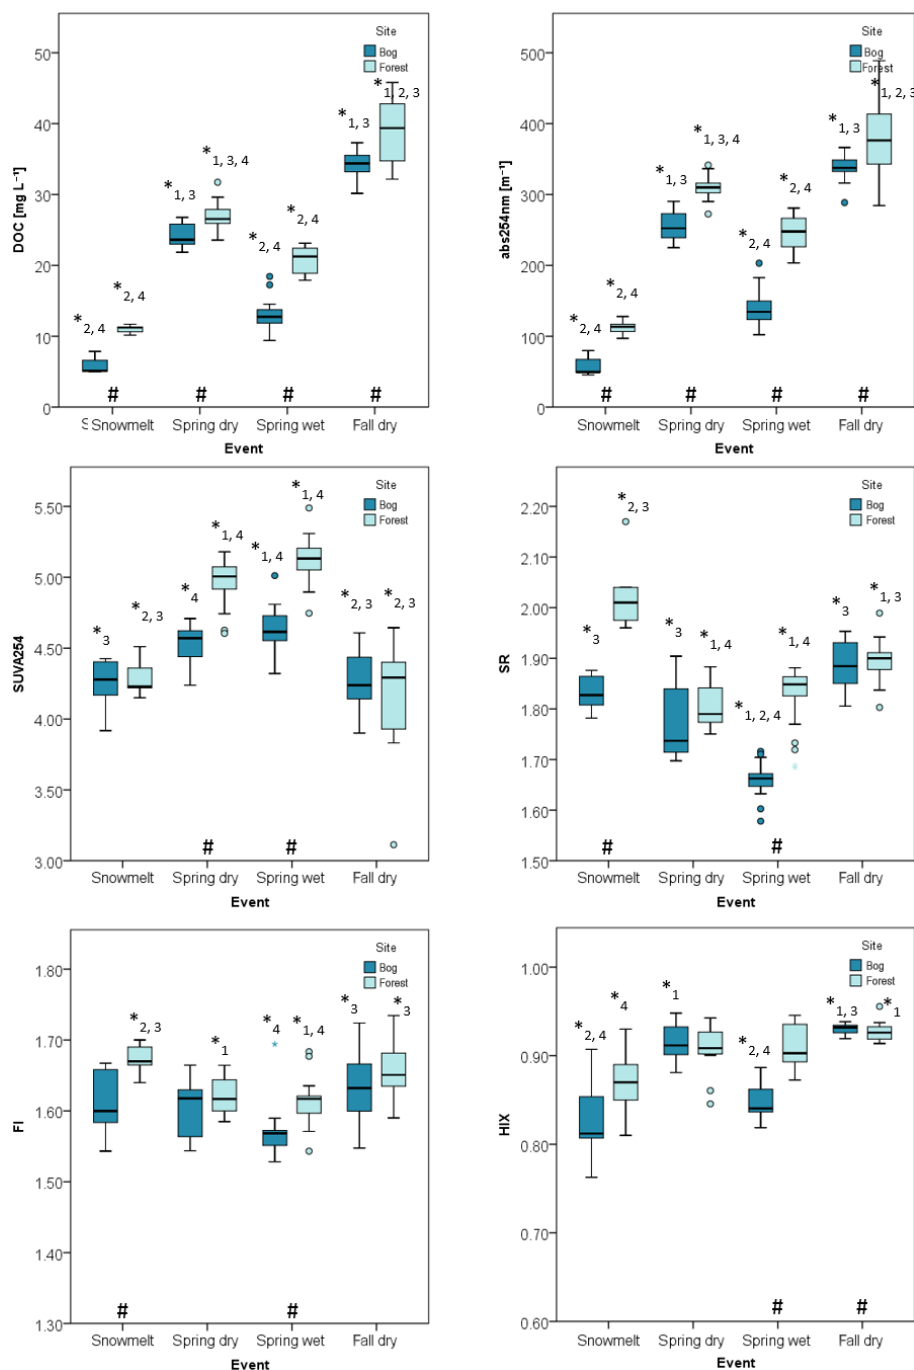 Site
Bog
Forest
50
40
30
20
10
0
DOC [mg L⁻¹]
* 2, 4
* 2, 4
* 1, 3
* 1, 3, 4
* 2, 4
* 2, 4
* 1, 3
* 1, 2, 3
# # # #
S Snowmelt Spring dry Spring wet Fall dry
Event
Site
Bog
Forest
500
400
300
200
100
0
abs254nm [m⁻¹]
* 2, 4
* 2, 4
* 1, 3
* 1, 3, 4
* 2, 4
* 2, 4
* 1, 3
* 1, 2, 3
# # # #
Snowmelt Spring dry Spring wet Fall dry
Event
Site
Bog
Forest
5.50
5.00
4.50
4.00
3.50
3.00
SUVA254
* 3
* 2, 3
* 4
* 1, 4
* 1, 4
* 1, 4
* 2, 3
* 2, 3
# #
Snowmelt Spring dry Spring wet Fall dry
Event
Site
Bog
Forest
2.20
2.10
2.00
1.90
1.80
1.70
1.60
1.50
SR
* 3
* 2, 3
* 3
* 1, 4
* 1, 2, 4
* 1, 4
* 3
* 1, 3
# #
Snowmelt Spring dry Spring wet Fall dry
Event
Site
Bog
Forest
1.80
1.70
1.60
1.50
1.40
1.30
FI
* 2, 3
* 1
* 4
* 1, 4
* 3
* 3
# #
Snowmelt Spring dry Spring wet Fall dry
Event
Site
Bog
Forest
1.00
0.90
0.80
0.70
0.60
HIX
* 2, 4
* 4
* 1
* 2, 4
* 1, 3
* 1
# #
Snowmelt Spring dry Spring wet Fall dry
Event